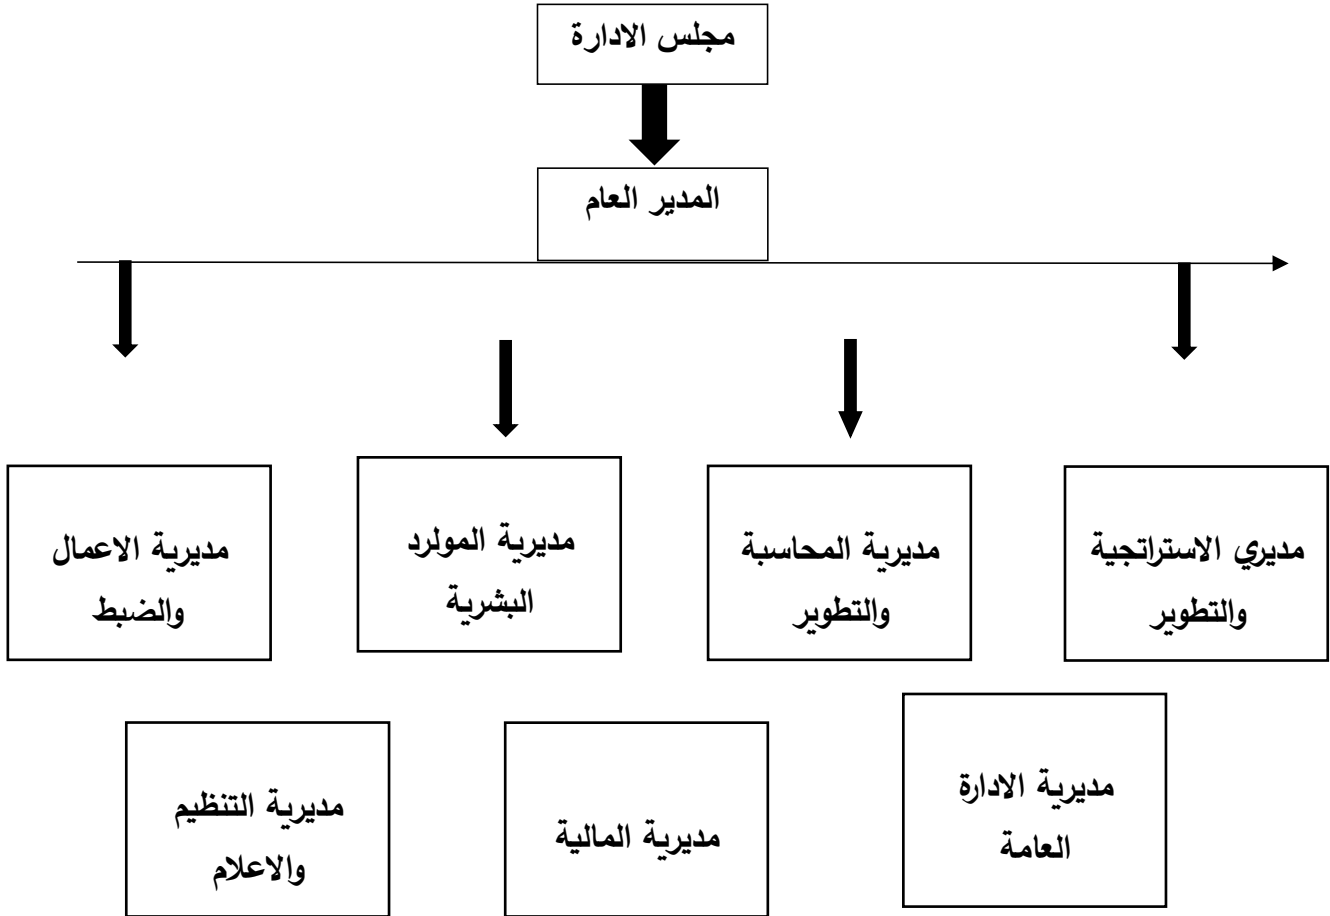 مجلس الادارة
المدير العام
مديري الاستراتجية
والتطوير
مديرية المحاسبة
والتطوير
مديرية المولرد
البشرية
مديرية الاعمال
والضبط
مديرية الادارة
العامة
مديرية المالية
مديرية التنظيم
والاعلام